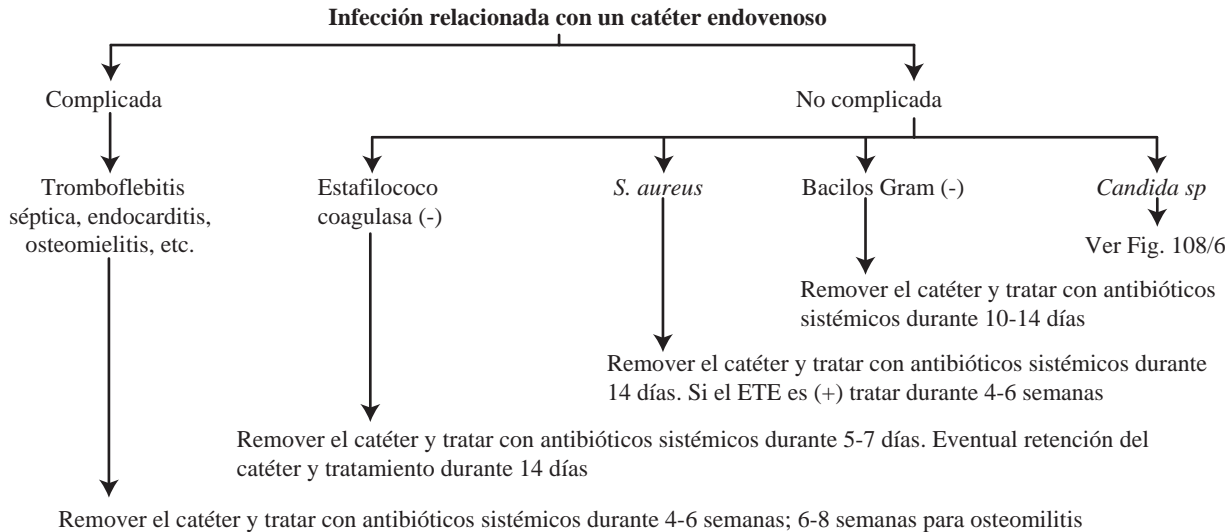 Infección relacionada con un catéter endovenoso
Complicada
No complicada
Tromboflebitis
séptica, endocarditis,
osteomielitis, etc.
Estafilococo
coagulasa (-)
S. aureus
Bacilos Gram (-)
Candida sp
Ver Fig. 108/6
Remover el catéter y tratar con antibióticos
sistémicos durante 10-14 días
Remover el catéter y tratar con antibióticos sistémicos durante
14 días. Si el ETE es (+) tratar durante 4-6 semanas
Remover el catéter y tratar con antibióticos sistémicos durante 5-7 días. Eventual retención del
catéter y tratamiento durante 14 días
Remover el catéter y tratar con antibióticos sistémicos durante 4-6 semanas; 6-8 semanas para osteomilitis